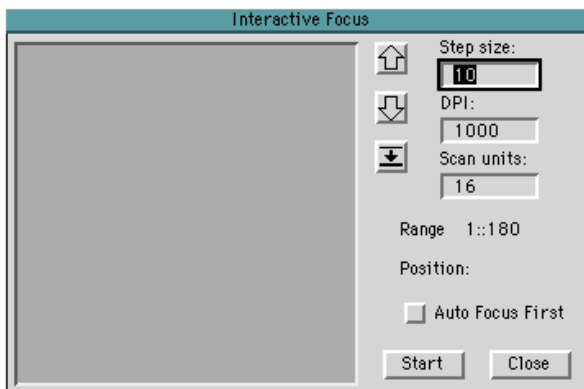 Interactive Focus
Step size:
10
DPI:
1000
Scan units:
16
Range 1::180
Position:
Auto Focus First
Start Close